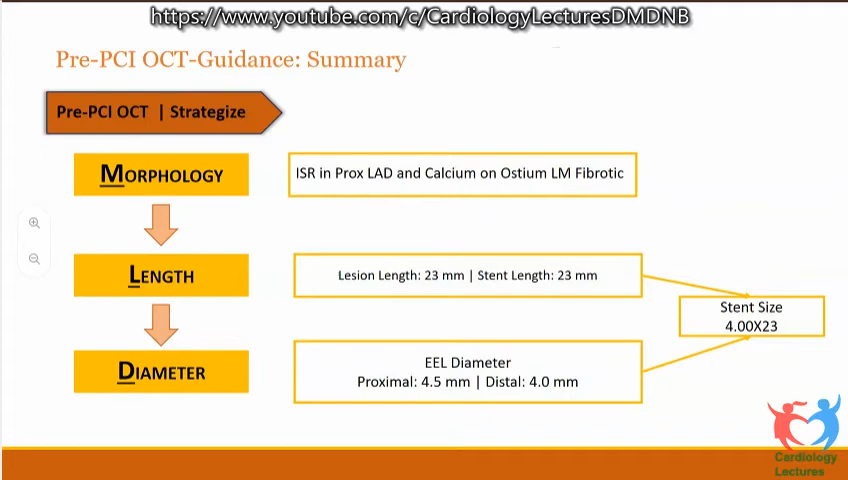 https://www.youtube.com/c/CardiologyLecturesDMDNB
Pre-PCI OCT-Guidance: Summary
Pre-PCI OCT | Strategize
MORPHOLOGY
ISR in Prox LAD and Calcium on Ostium LM Fibrotic
LENGTH
Lesion Length: 23 mm | Stent Length: 23 mm
Stent Size
4.00X23
DIAMETER
EEL Diameter
Proximal: 4.5 mm | Distal: 4.0 mm
Cardiology
Lectures